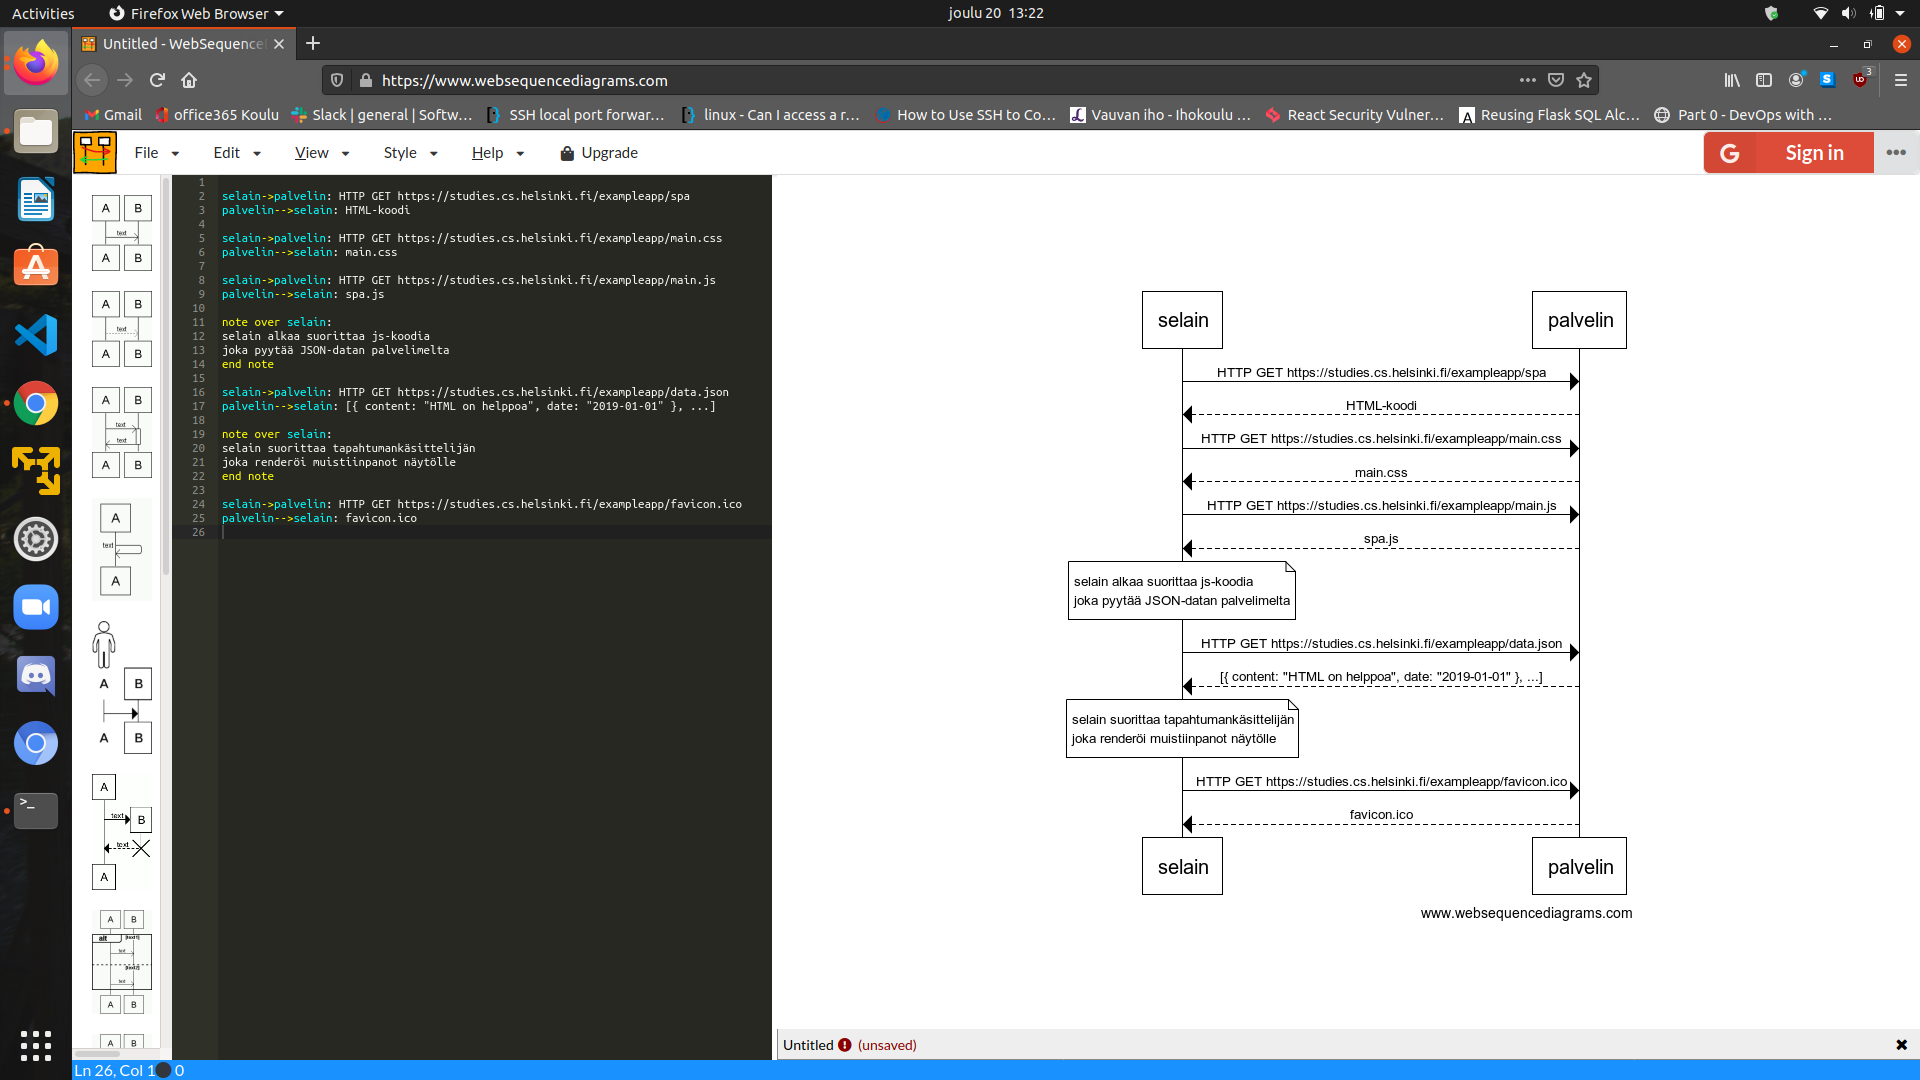 Activities
Firefox Web Browser
joulu 20 13:22
Untitled - WebSequence
https://www.websequencediagrams.com
3
Gmail
office365 Koulu
Slack | general | Softw…
SSH local port forwar…
linux - Can I access a r…
How to Use SSH to Co…
Vauvan iho - Ihokoulu …
React Security Vulner…
Reusing Flask SQL Alc…
Part 0 - DevOps with …
File
Edit
View
Style
Help
Upgrade
G
Sign in
A B
text
A B
A B
text
A B
A B
text
text
A B
A
text
A
A B
A B
A
text B
text
A
A B
alt [text1]
text
[text2]
text
A B
A B
1
2 selain->palvelin: HTTP GET https://studies.cs.helsinki.fi/exampleapp/spa
3 palvelin-->selain: HTML-koodi
4
5 selain->palvelin: HTTP GET https://studies.cs.helsinki.fi/exampleapp/main.css
6 palvelin-->selain: main.css
7
8 selain->palvelin: HTTP GET https://studies.cs.helsinki.fi/exampleapp/main.js
9 palvelin-->selain: spa.js
10
11 note over selain:
12 selain alkaa suorittaa js-koodia
13 joka pyytää JSON-datan palvelimelta
14 end note
15
16 selain->palvelin: HTTP GET https://studies.cs.helsinki.fi/exampleapp/data.json
17 palvelin-->selain: [{ content: "HTML on helppoa", date: "2019-01-01" }, ...]
18
19 note over selain:
20 selain suorittaa tapahtumankäsittelijän
21 joka renderöi muistiinpanot näytölle
22 end note
23
24 selain->palvelin: HTTP GET https://studies.cs.helsinki.fi/exampleapp/favicon.ico
25 palvelin-->selain: favicon.ico
26
selain palvelin
HTTP GET https://studies.cs.helsinki.fi/exampleapp/spa
HTML-koodi
HTTP GET https://studies.cs.helsinki.fi/exampleapp/main.css
main.css
HTTP GET https://studies.cs.helsinki.fi/exampleapp/main.js
spa.js
selain alkaa suorittaa js-koodia
joka pyytää JSON-datan palvelimelta
HTTP GET https://studies.cs.helsinki.fi/exampleapp/data.json
[{ content: "HTML on helppoa", date: "2019-01-01" }, ...]
selain suorittaa tapahtumankäsittelijän
joka renderöi muistiinpanot näytölle
HTTP GET https://studies.cs.helsinki.fi/exampleapp/favicon.ico
favicon.ico
selain palvelin
www.websequencediagrams.com
Untitled (unsaved)
Ln 26, Col 1 0